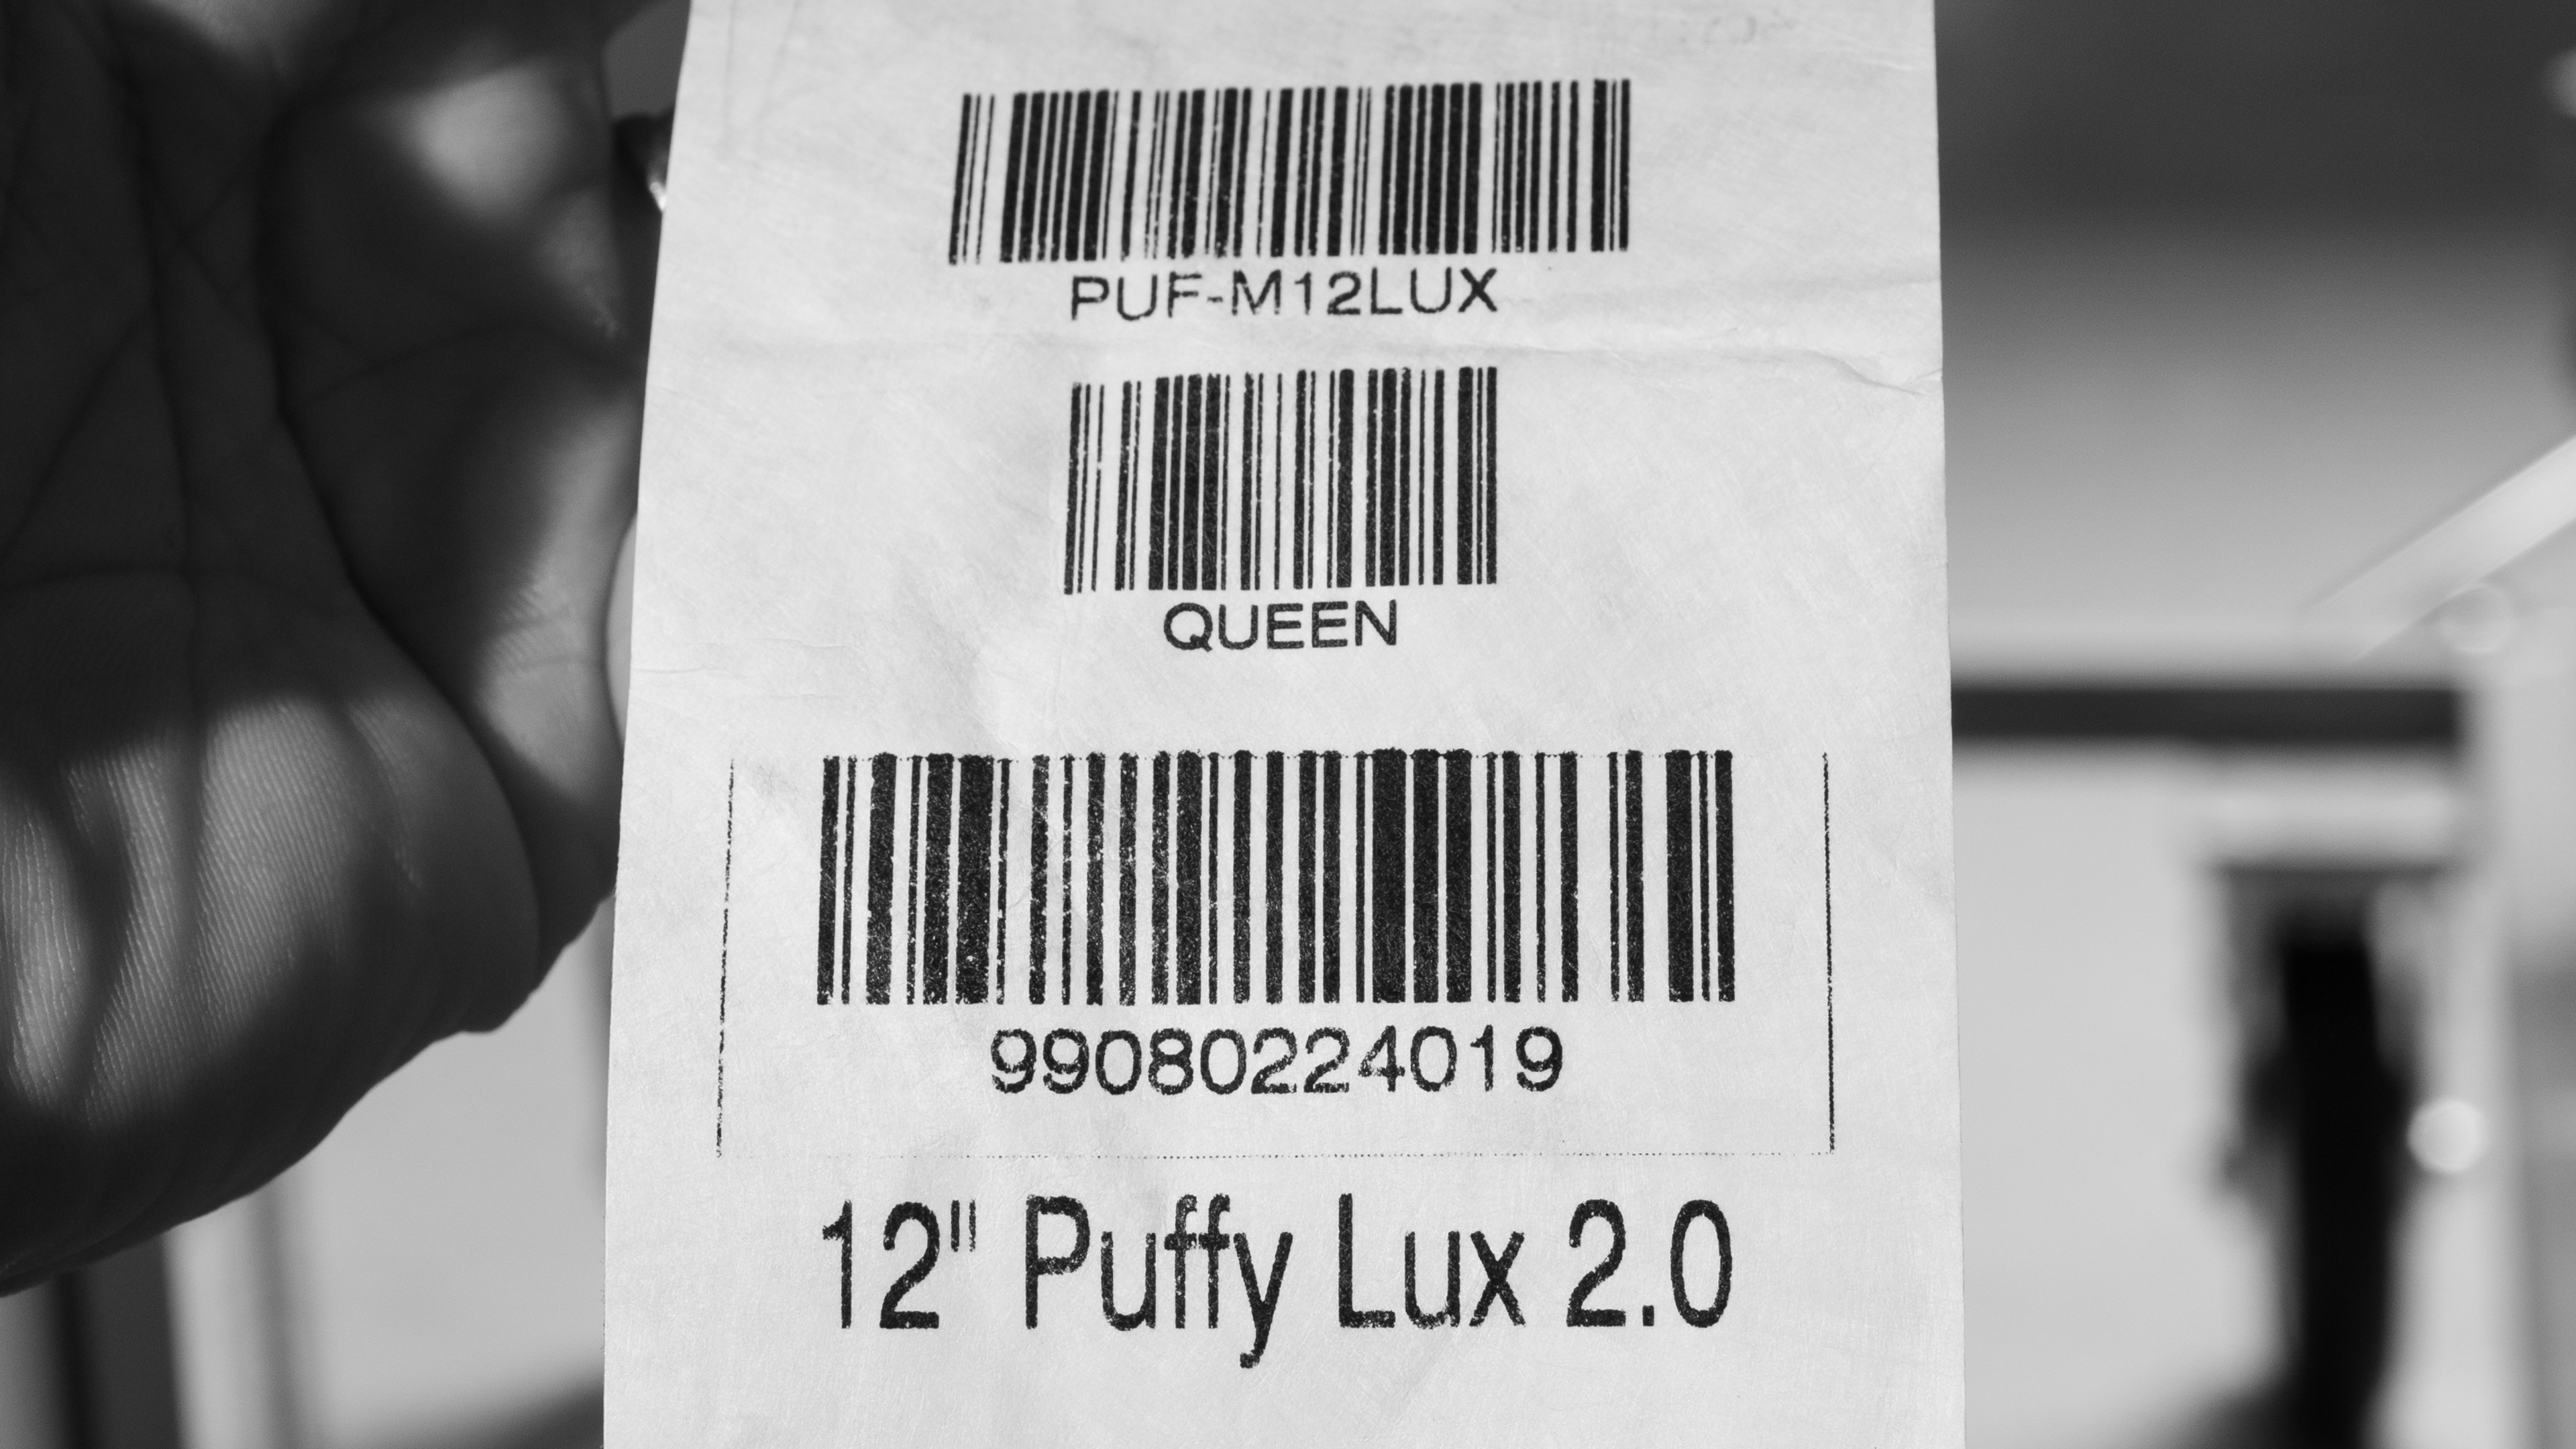 PUF-M12LUX
QUEEN
99080224019
12" Puffy Lux 2.0